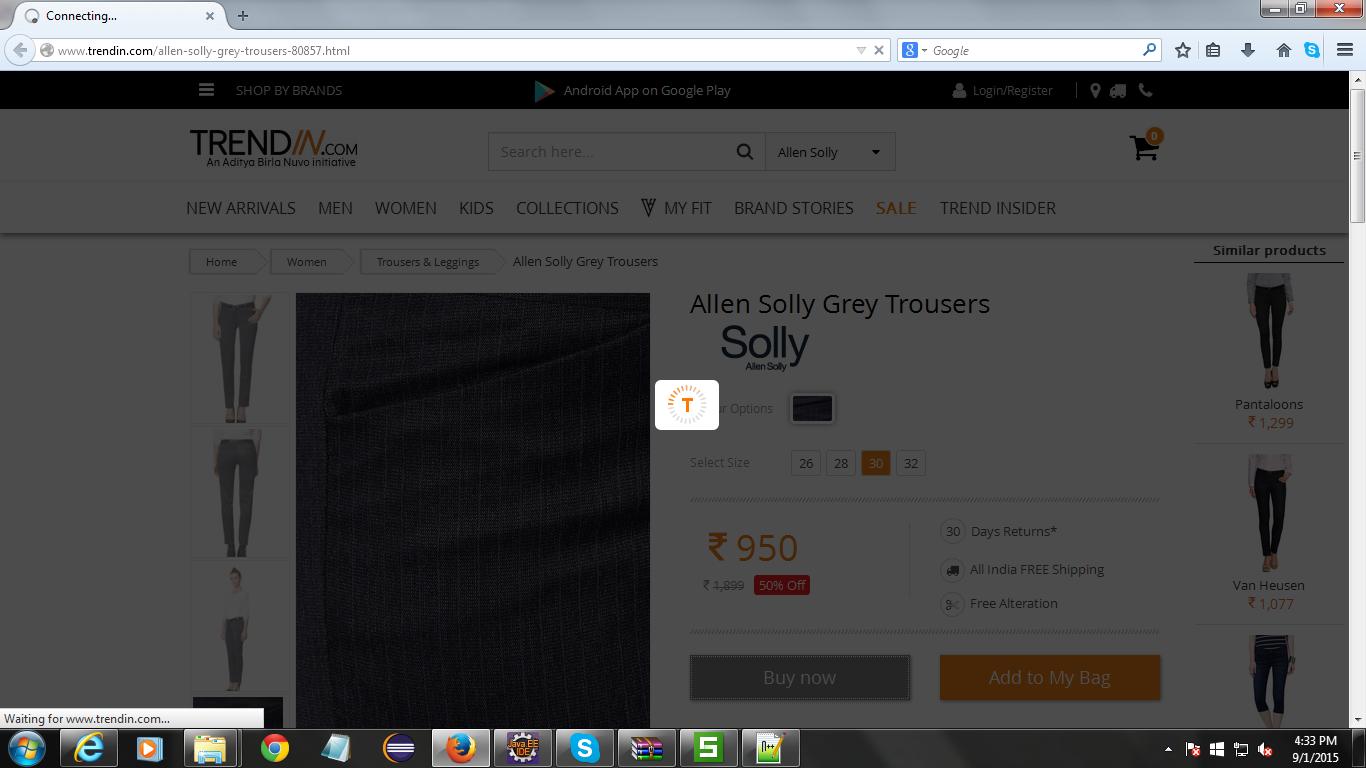 Connecting...
www.trendin.com/allen-solly-grey-trousers-80857.html
Google
SHOP BY BRANDS
Android App on Google Play
Login/Register
TRENDIN.COM
An Aditya Birla Nuvo initiative
Search here...
Allen Solly
0
NEW ARRIVALS MEN WOMEN KIDS COLLECTIONS MY FIT BRAND STORIES SALE TREND INSIDER
Home Women Trousers & Leggings Allen Solly Grey Trousers
Similar products
Allen Solly Grey Trousers
Solly
Allen Solly
T
Options
Select Size 26 28 30 32
₹ 950
₹ 1,899 50% Off
30 Days Returns*
All India FREE Shipping
Free Alteration
Buy now
Add to My Bag
Pantaloons
₹ 1,299
Van Heusen
₹ 1,077
Waiting for www.trendin.com...
Java EE
IDE
4:33 PM
9/1/2015